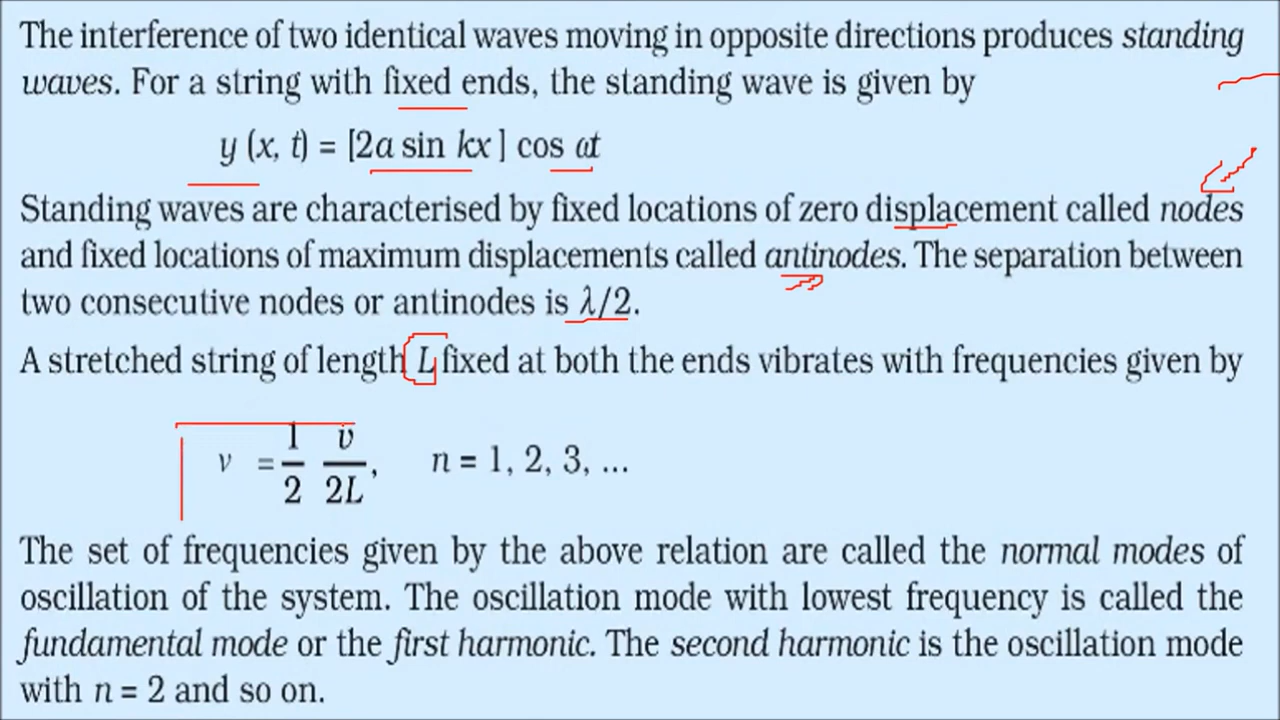 The interference of two identical waves moving in opposite directions produces standing
waves. For a string with fixed ends, the standing wave is given by
y (x, t) = [2a sin kx ] cos ωt
Standing waves are characterised by fixed locations of zero displacement called nodes
and fixed locations of maximum displacements called antinodes. The separation between
two consecutive nodes or antinodes is λ/2.
A stretched string of length L fixed at both the ends vibrates with frequencies given by
ν = 1/2 v/2L, n = 1, 2, 3, ...
The set of frequencies given by the above relation are called the normal modes of
oscillation of the system. The oscillation mode with lowest frequency is called the
fundamental mode or the first harmonic. The second harmonic is the oscillation mode
with n = 2 and so on.